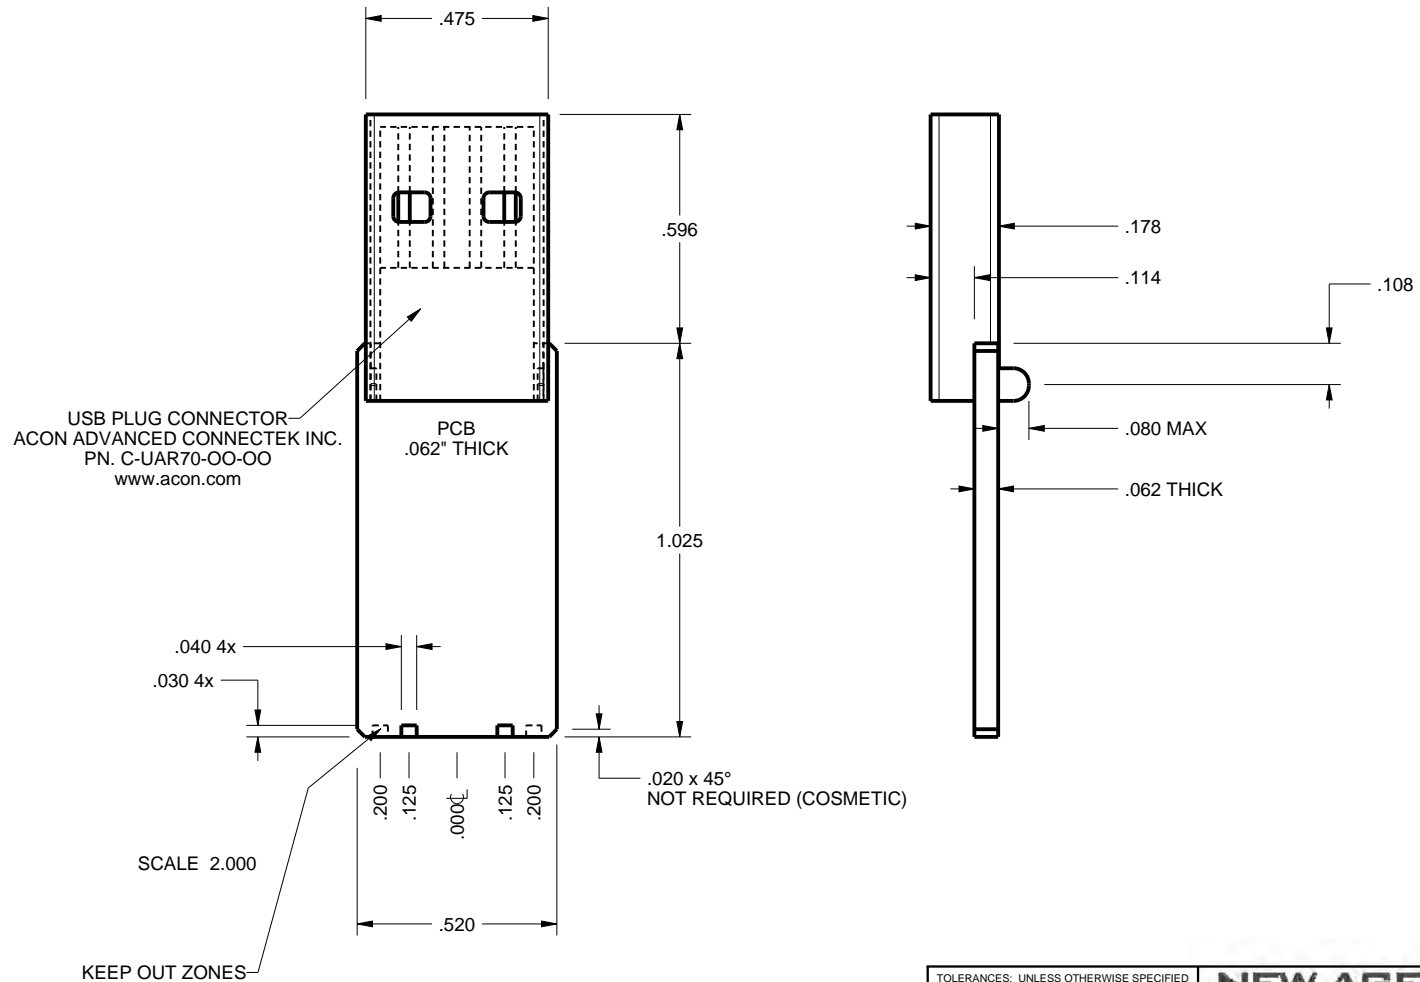 .475
.596
.178
.114
.108
USB PLUG CONNECTOR
ACON ADVANCED CONNECTEK INC.
PN. C-UAR70-OO-OO
www.acon.com
PCB
.062" THICK
.080 MAX
.062 THICK
1.025
.040 4x
.030 4x
.200
.125
.000
.125
.200
.020 x 45°
NOT REQUIRED (COSMETIC)
SCALE 2.000
.520
KEEP OUT ZONES
TOLERANCES: UNLESS OTHERWISE SPECIFIED
NEW AGE